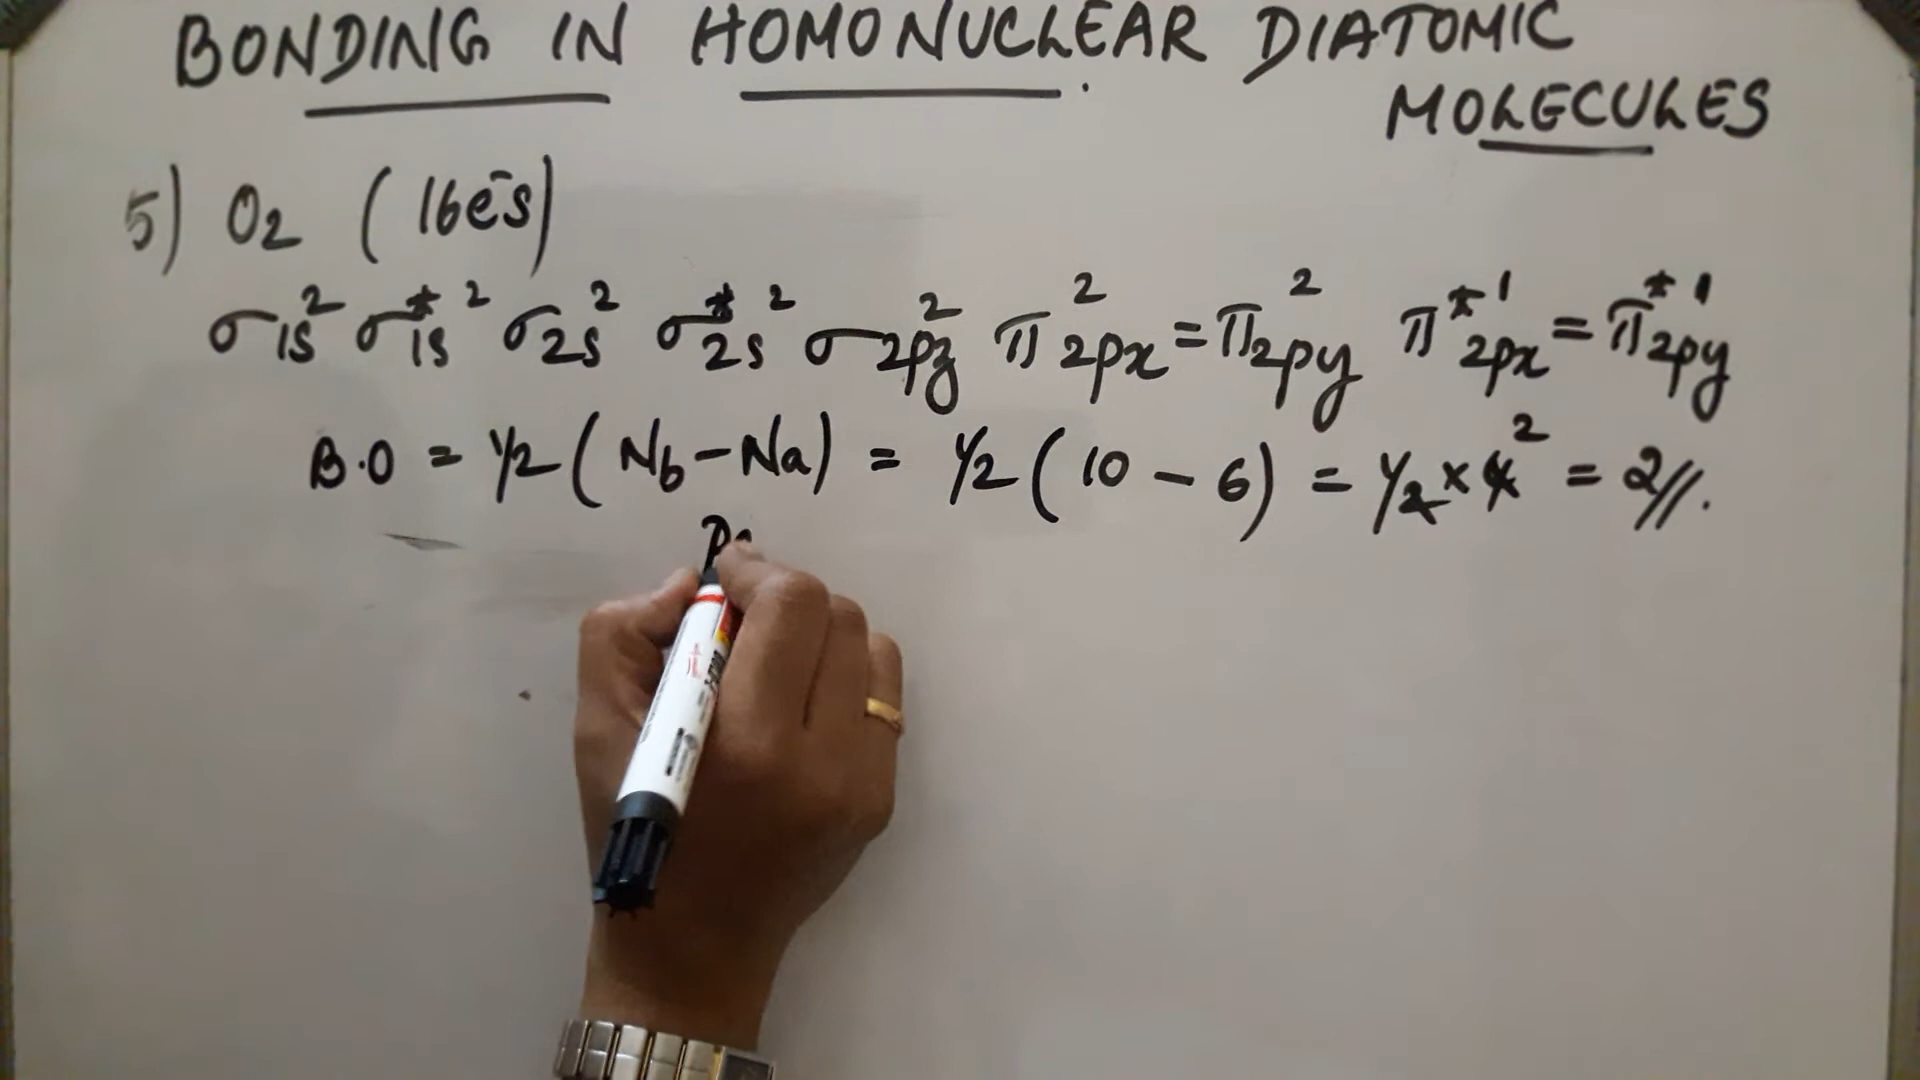 BONDING IN HOMONUCLEAR DIATOMIC
MOLECULES
5) O₂ (16e⁻s)
σ1s² σ*1s² σ2s² σ*2s² σ2pz² π2px² = π2py² π*2px¹ = π*2py¹
B.O = 1/2 (Nb - Na) = 1/2 (10 - 6) = 1/2 × 4 2 = 2//.